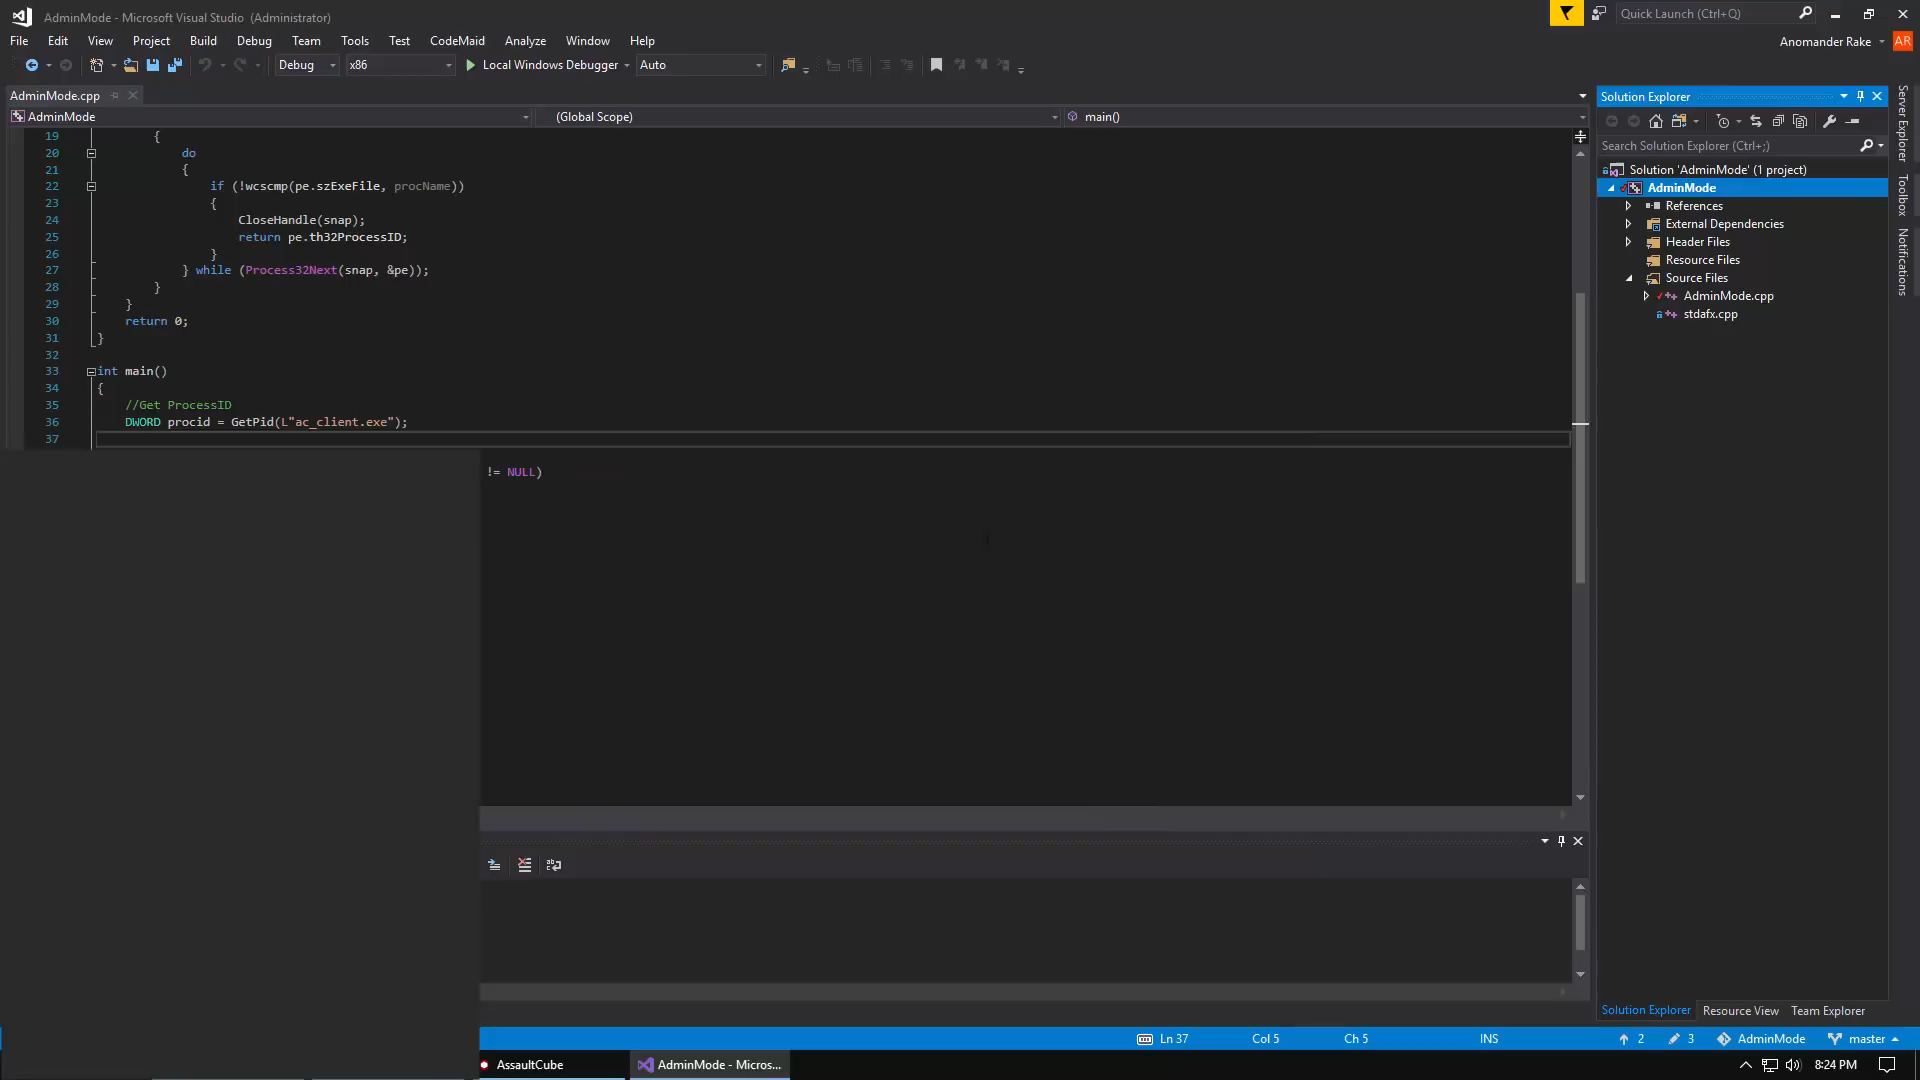 AdminMode - Microsoft Visual Studio (Administrator)
Quick Launch (Ctrl+Q)
File Edit View Project Build Debug Team Tools Test CodeMaid Analyze Window Help
Anomander Rake AR
Debug x86 Local Windows Debugger Auto
AdminMode.cpp
AdminMode (Global Scope) main()
19 {
20 do
21 {
22 if (!wcscmp(pe.szExeFile, procName))
23 {
24 CloseHandle(snap);
25 return pe.th32ProcessID;
26 }
27 } while (Process32Next(snap, &pe));
28 }
29 }
30 return 0;
31 }
32
33 int main()
34 {
35 //Get ProcessID
36 DWORD procid = GetPid(L"ac_client.exe");
37
!= NULL)
Solution Explorer
Search Solution Explorer (Ctrl+;)
Solution 'AdminMode' (1 project)
AdminMode
References
External Dependencies
Header Files
Resource Files
Source Files
AdminMode.cpp
stdafx.cpp
Server Explorer
Toolbox
Notifications
Solution Explorer Resource View Team Explorer
Ln 37 Col 5 Ch 5 INS 2 3 AdminMode master
AssaultCube AdminMode - Micros... 8:24 PM